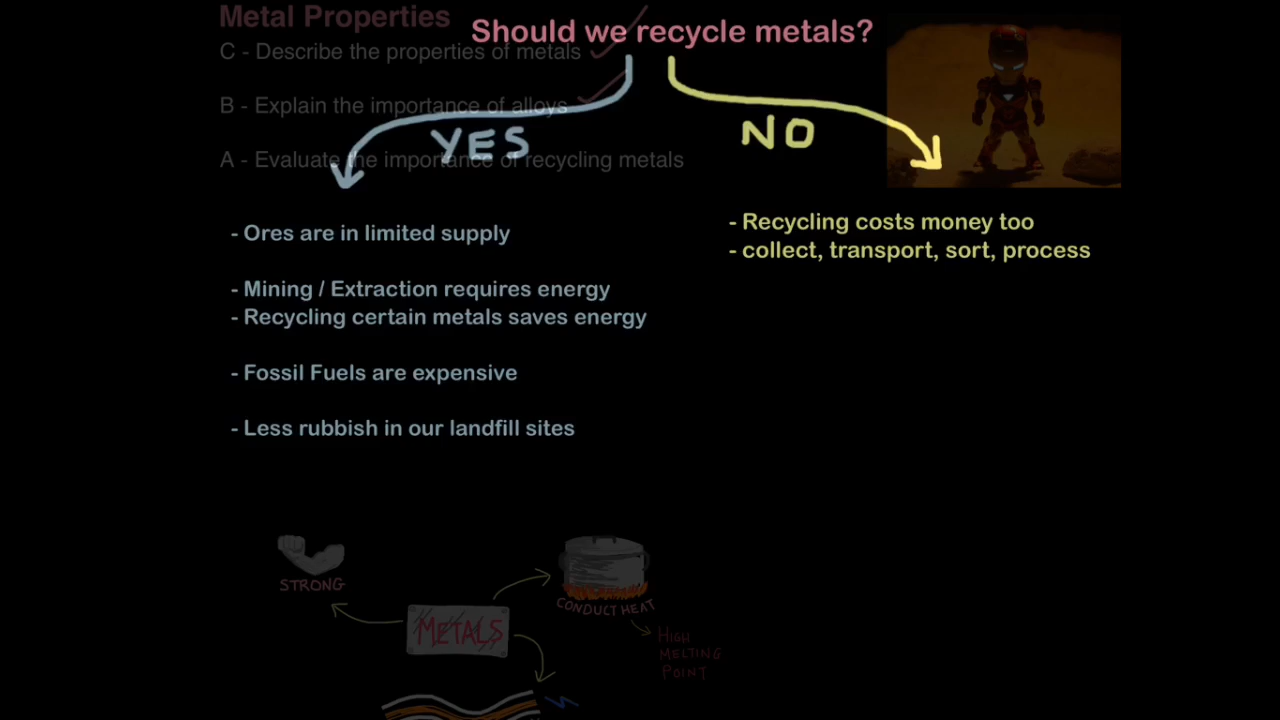 Metal Properties
Should we recycle metals?
C - Describe the properties of metals
B - Explain the importance of alloys
YES
NO
A - Evaluate the importance of recycling metals
- Ores are in limited supply
- Recycling costs money too
- collect, transport, sort, process
- Mining / Extraction requires energy
- Recycling certain metals saves energy
- Fossil Fuels are expensive
- Less rubbish in our landfill sites
STRONG
CONDUCT HEAT
METALS
HIGH
MELTING
POINT